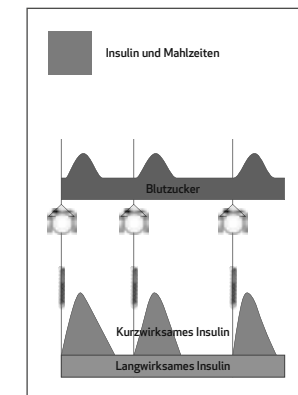 Insulin und Mahlzeiten
Blutzucker
Kurzwirksames Insulin
Langwirksames Insulin